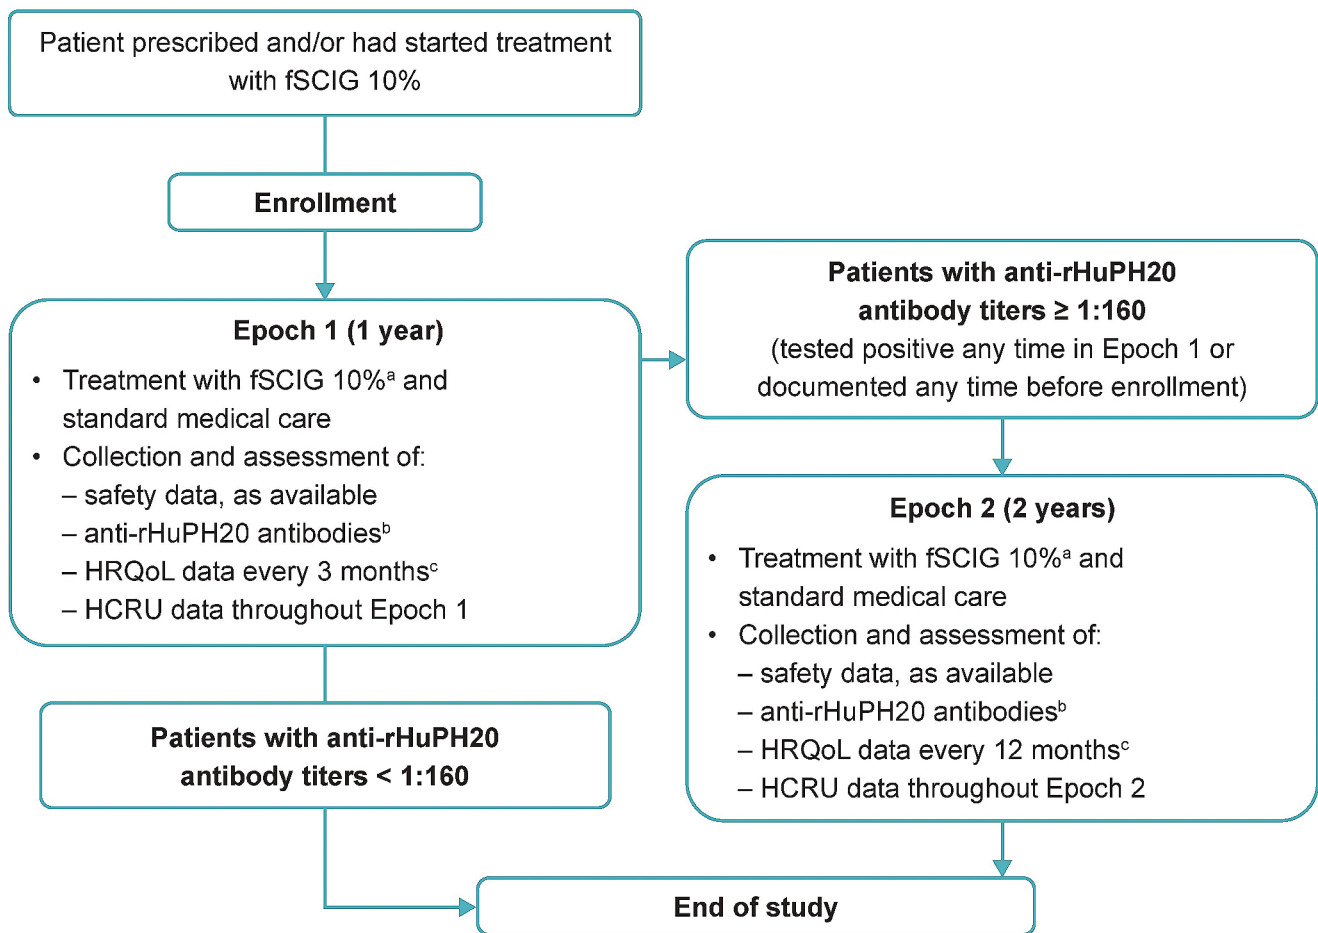 Patient prescribed and/or had started treatment
with fSCIG 10%
Enrollment
Epoch 1 (1 year)
• Treatment with fSCIG 10%ᵃ and
standard medical care
• Collection and assessment of:
– safety data, as available
– anti-rHuPH20 antibodiesᵇ
– HRQoL data every 3 monthsᶜ
– HCRU data throughout Epoch 1
Patients with anti-rHuPH20
antibody titers < 1:160
Patients with anti-rHuPH20
antibody titers ≥ 1:160
(tested positive any time in Epoch 1 or
documented any time before enrollment)
Epoch 2 (2 years)
• Treatment with fSCIG 10%ᵃ and
standard medical care
• Collection and assessment of:
– safety data, as available
– anti-rHuPH20 antibodiesᵇ
– HRQoL data every 12 monthsᶜ
– HCRU data throughout Epoch 2
End of study